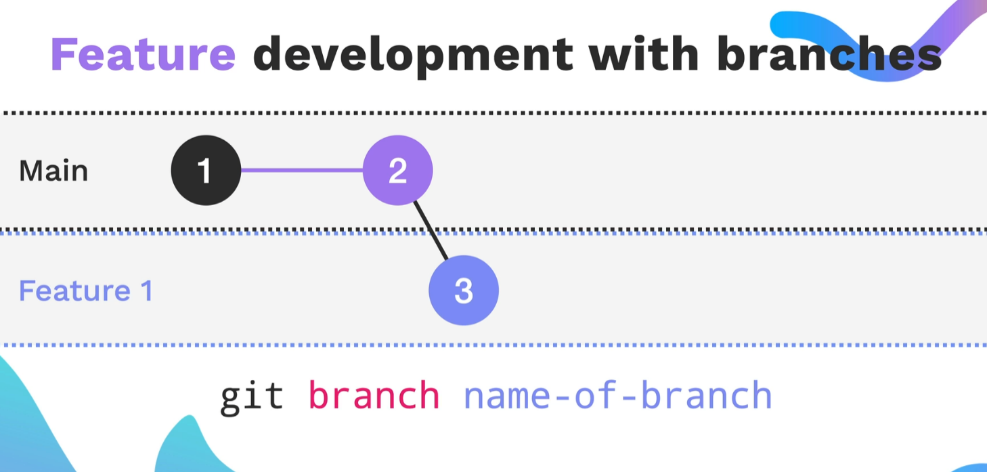 Feature development with branches
Main 1 2
Feature 1 3
git branch name-of-branch